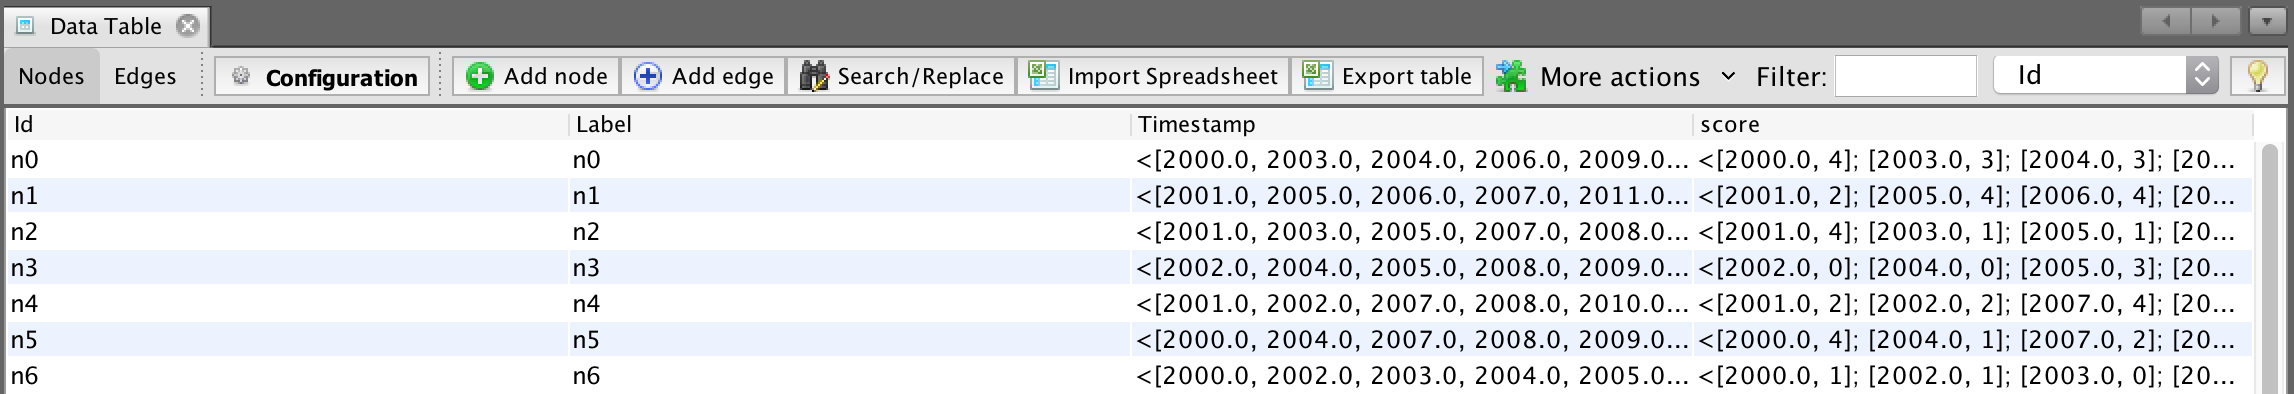 Data Table
Nodes Edges Configuration Add node Add edge Search/Replace Import Spreadsheet Export table More actions Filter: Id
Id Label Timestamp score
n0 n0 <[2000.0, 2003.0, 2004.0, 2006.0, 2009.0... <[2000.0, 4]; [2003.0, 3]; [2004.0, 3]; [20...
n1 n1 <[2001.0, 2005.0, 2006.0, 2007.0, 2011.0... <[2001.0, 2]; [2005.0, 4]; [2006.0, 4]; [20...
n2 n2 <[2001.0, 2003.0, 2005.0, 2007.0, 2008.0... <[2001.0, 4]; [2003.0, 1]; [2005.0, 1]; [20...
n3 n3 <[2002.0, 2004.0, 2005.0, 2008.0, 2009.0... <[2002.0, 0]; [2004.0, 0]; [2005.0, 3]; [20...
n4 n4 <[2001.0, 2002.0, 2007.0, 2008.0, 2010.0... <[2001.0, 2]; [2002.0, 2]; [2007.0, 4]; [20...
n5 n5 <[2000.0, 2004.0, 2007.0, 2008.0, 2009.0... <[2000.0, 4]; [2004.0, 1]; [2007.0, 2]; [20...
n6 n6 <[2000.0, 2002.0, 2003.0, 2004.0, 2005.0... <[2000.0, 1]; [2002.0, 1]; [2003.0, 0]; [20...